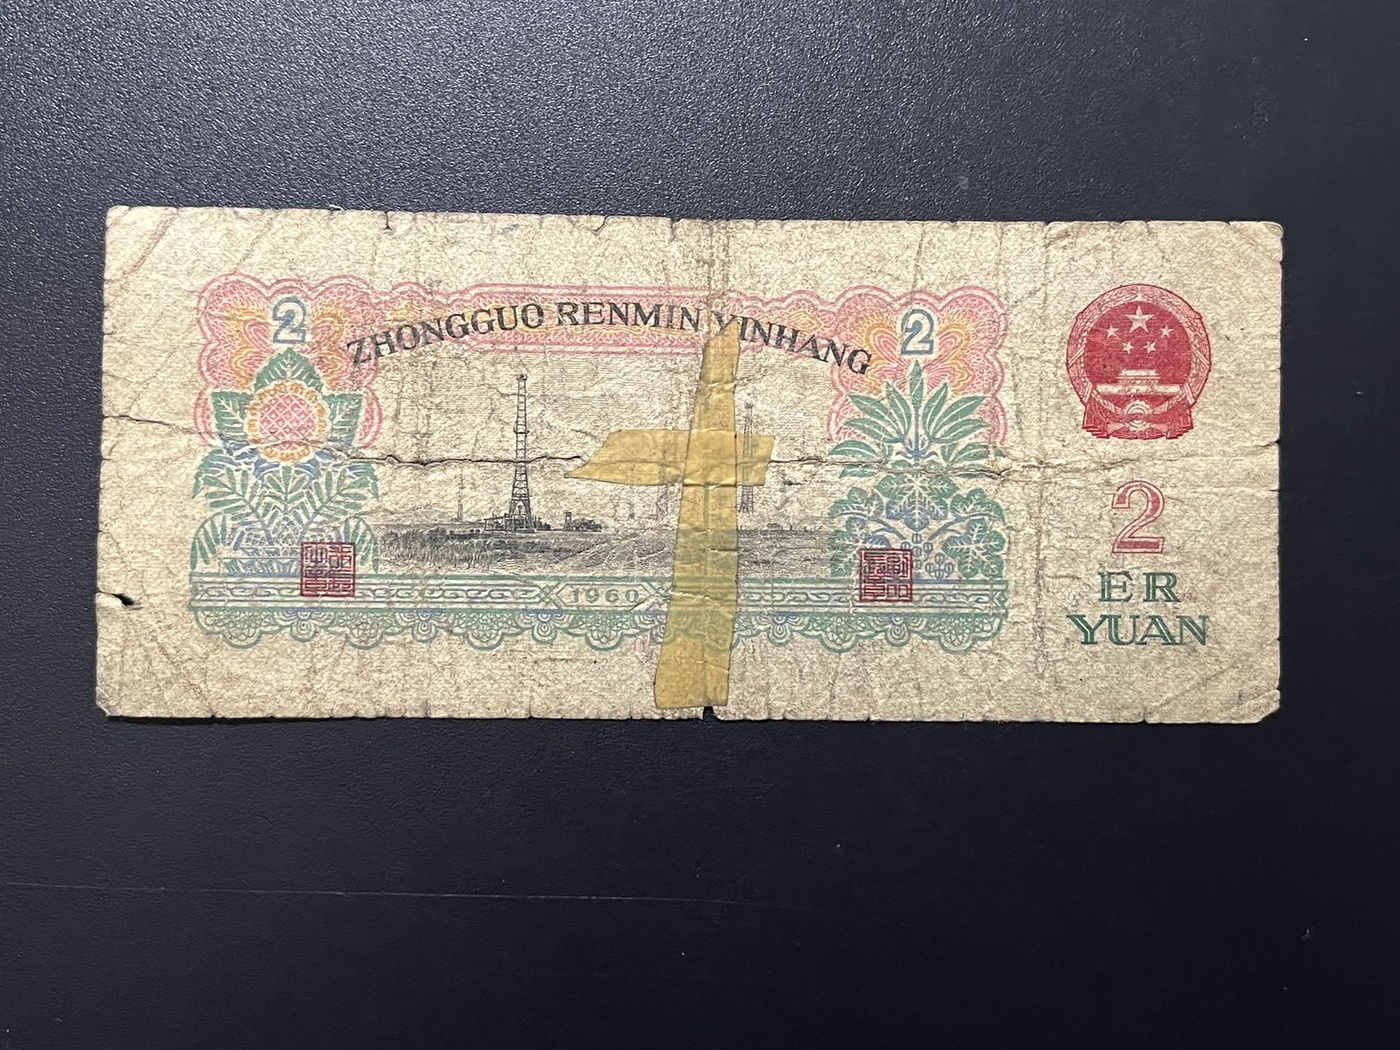 2
2
ZHONGGUO RENMIN YINHANG
1960
2
ER
YUAN